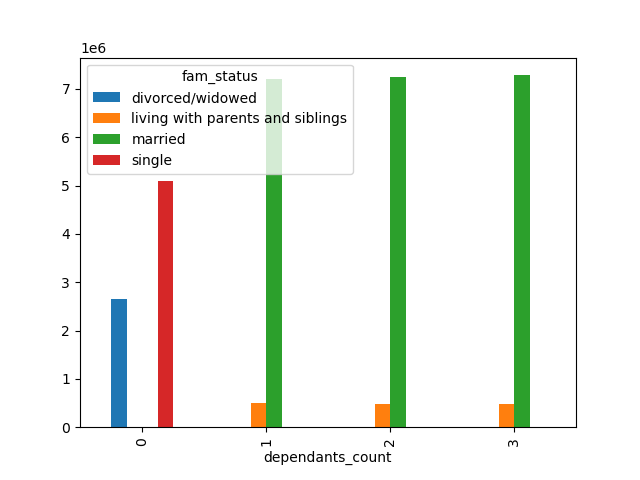 1e6
7
6
5
4
3
2
1
0
fam_status
divorced/widowed
living with parents and siblings
married
single
0
1
2
3
dependants_count